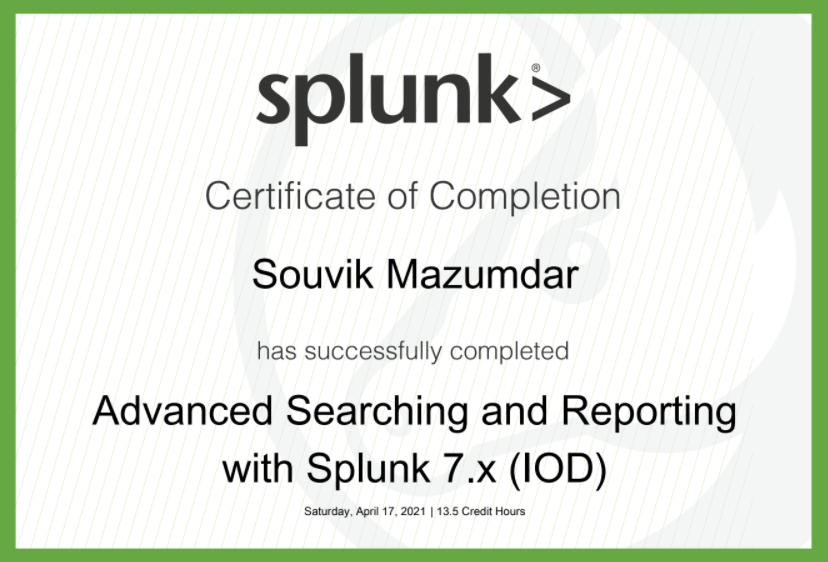 splunk>®
Certificate of Completion
Souvik Mazumdar
has successfully completed
Advanced Searching and Reporting
with Splunk 7.x (IOD)
Saturday, April 17, 2021 | 13.5 Credit Hours